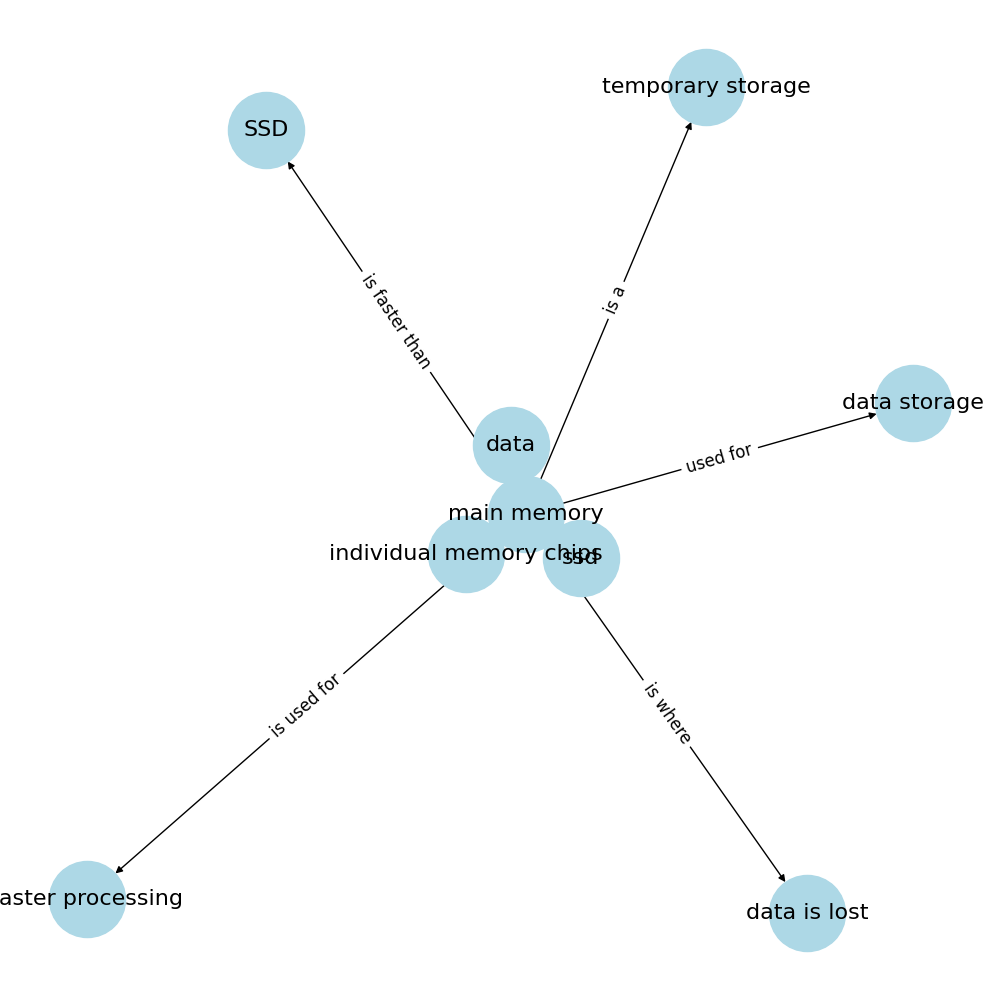 temporary storage
SSD
is a
is faster than
data storage
data
used for
main memory
individual memory chips
ssd
is used for
is where
aster processing
data is lost